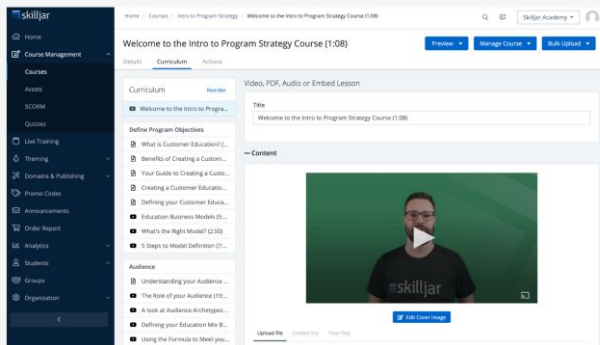 skilljar
Home / Courses / Intro to Program Strategy / Welcome to the Intro to Program Strategy Course (1:08)
Skilljar Academy
Home
Course Management
Courses
Assets
SCORM
Quizzes
Live Training
Theming
Domains & Publishing
Promo Codes
Announcements
Order Report
Analytics
Students
Groups
Organization
Welcome to the Intro to Program Strategy Course (1:08)
Preview
Manage Course
Bulk Upload
Details Curriculum Actions
Curriculum
Reorder
Welcome to the Intro to Progra...
Define Program Objectives
What is Customer Education? (...
Benefits of Creating a Custom...
Your Guide to Creating a Custo...
Creating a Customer Educatio...
Defining your Customer Educa...
Education Business Models (5:...
What's the Right Model? (2:50)
5 Steps to Model Definition (7:...
Audience
Understanding your Audience ...
The Role of your Audience (19:...
A look at Audience Archetypes ...
Defining your Education Mix B...
Using the Formula to Meet you...
Video, PDF, Audio or Embed Lesson
Title
Welcome to the Intro to Program Strategy Course (1:08)
Content
skilljar
Edit Cover Image
Upload file Embed link Your files